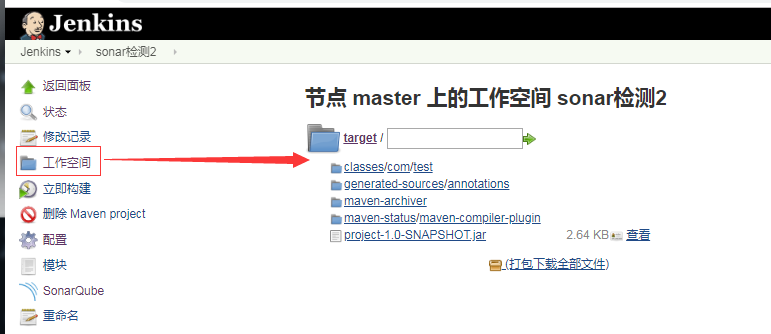 Jenkins
Jenkins sonar检测2
返回面板
状态
修改记录
工作空间
立即构建
删除 Maven project
配置
模块
SonarQube
重命名
节点 master 上的工作空间 sonar检测2
target /
classes/com/test
generated-sources/annotations
maven-archiver
maven-status/maven-compiler-plugin
project-1.0-SNAPSHOT.jar 2.64 KB 查看
(打包下载全部文件)